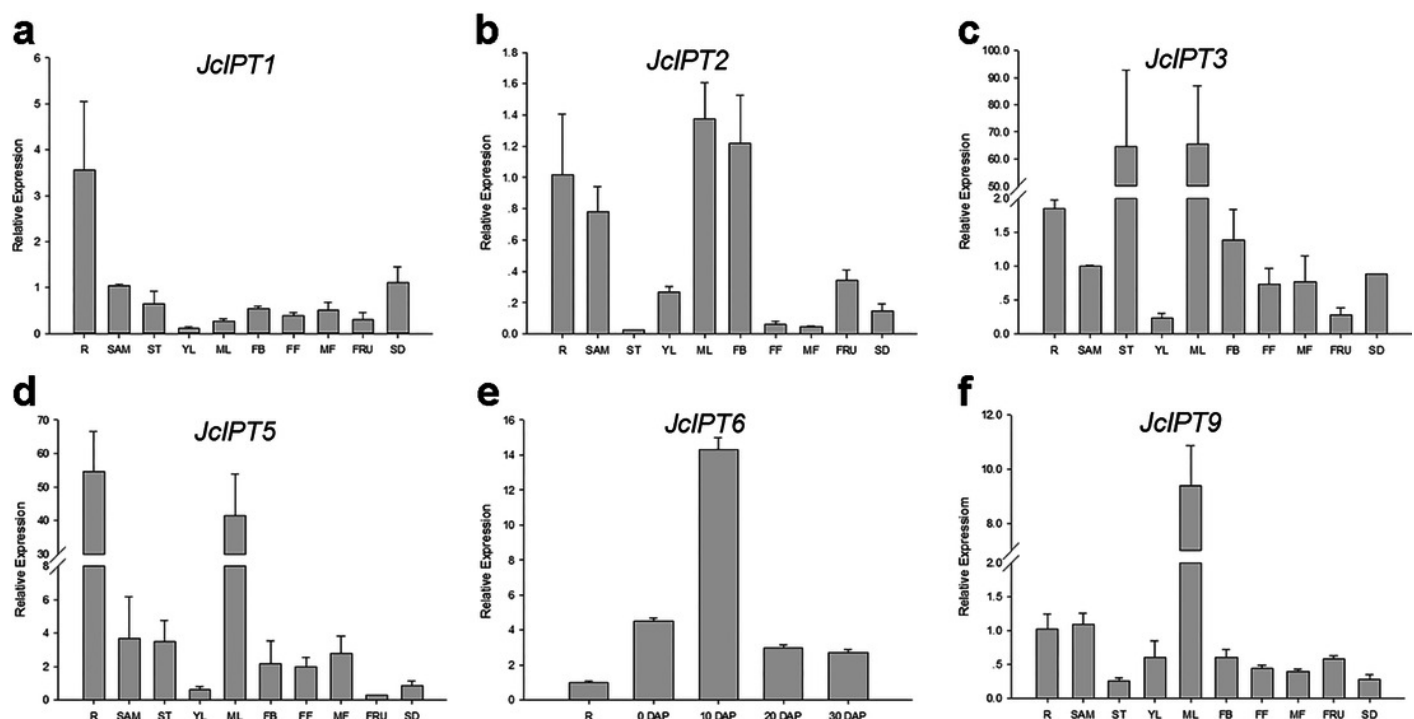 a
JcIPT1
Relative Expression
6
5
4
3
2
1
0
R SAM ST YL ML FB FF MF FRU SD
b
JcIPT2
Relative Expression
1.8
1.6
1.4
1.2
1.0
.8
.6
.4
.2
0.0
R SAM ST YL ML FB FF MF FRU SD
c
JcIPT3
Relative Expression
100.0
90.0
80.0
70.0
60.0
50.0
2.0
1.5
1.0
.5
0.0
R SAM ST YL ML FB FF MF FRU SD
d
JcIPT5
Relative Expression
70
60
50
40
30
8
6
4
2
0
R SAM ST YL ML FB FF MF FRU SD
e
JcIPT6
Relative Expression
16
14
12
10
8
6
4
2
0
R 0 DAP 10 DAP 20 DAP 30 DAP
f
JcIPT9
Relative Expressiom
12.0
10.0
8.0
2.0
1.5
1.0
.5
0.0
R SAM ST YL ML FB FF MF FRU SD